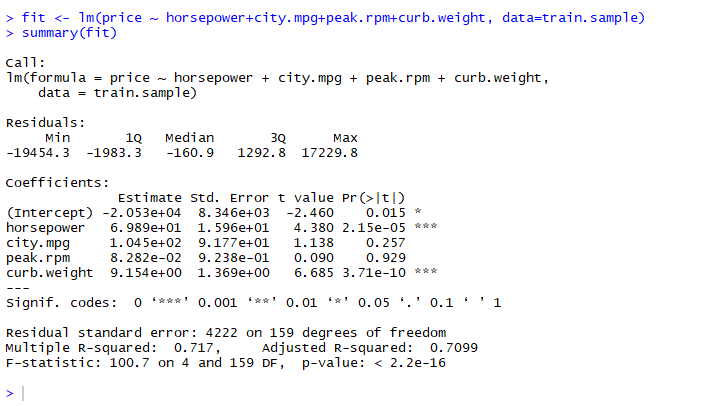 > fit <- lm(price ~ horsepower+city.mpg+peak.rpm+curb.weight, data=train.sample)
> summary(fit)
Call:
lm(formula = price ~ horsepower + city.mpg + peak.rpm + curb.weight,
    data = train.sample)
Residuals:
     Min       1Q   Median       3Q      Max
-19454.3  -1983.3   -160.9   1292.8  17229.8
Coefficients:
              Estimate Std. Error t value Pr(>|t|)
(Intercept) -2.053e+04  8.346e+03  -2.460    0.015 *
horsepower   6.989e+01  1.596e+01   4.380 2.15e-05 ***
city.mpg     1.045e+02  9.177e+01   1.138    0.257
peak.rpm     8.282e-02  9.238e-01   0.090    0.929
curb.weight  9.154e+00  1.369e+00   6.685 3.71e-10 ***
---
Signif. codes:  0 ‘***’ 0.001 ‘**’ 0.01 ‘*’ 0.05 ‘.’ 0.1 ‘ ’ 1
Residual standard error: 4222 on 159 degrees of freedom
Multiple R-squared:  0.717,     Adjusted R-squared:  0.7099
F-statistic: 100.7 on 4 and 159 DF,  p-value: < 2.2e-16
>